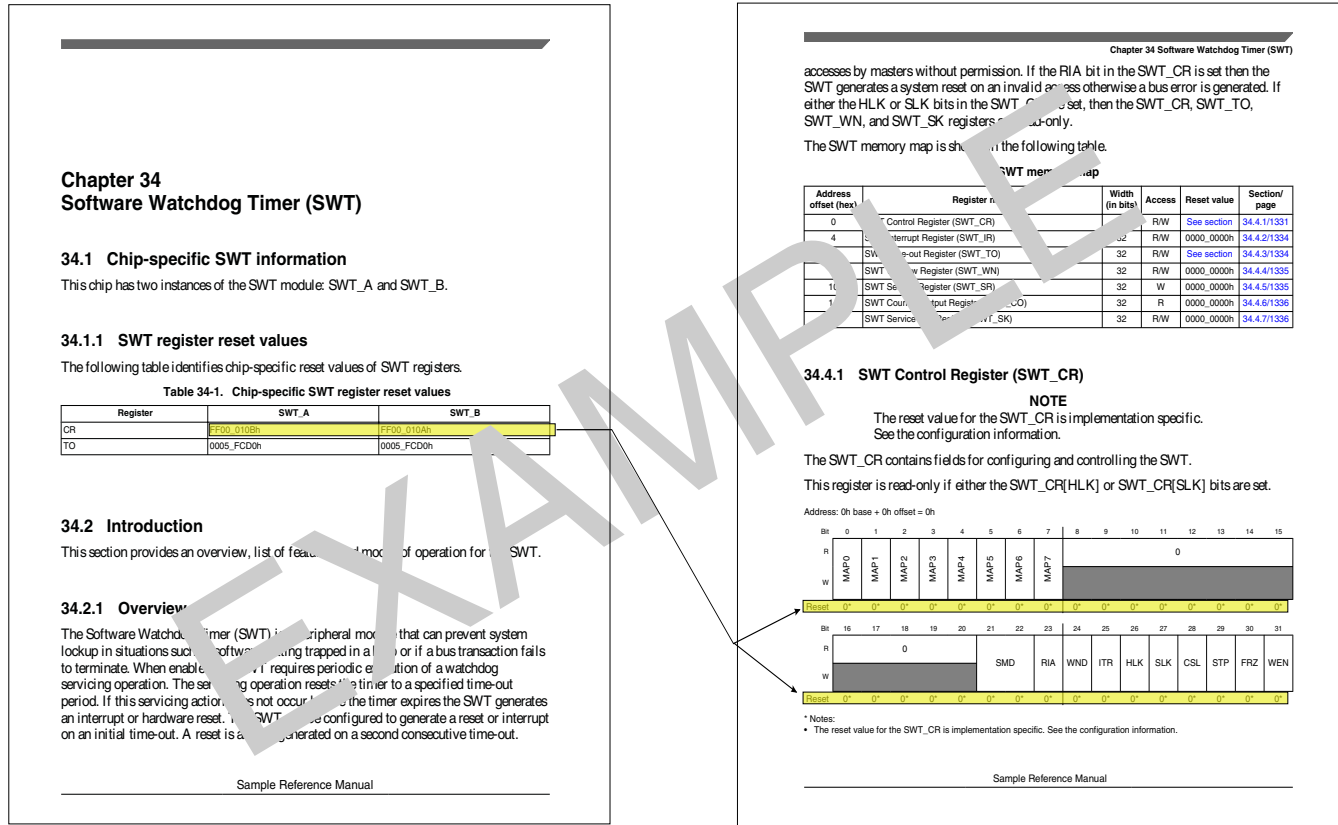 Chapter 34
Software Watchdog Timer (SWT)
34.1 Chip-specific SWT information
This chip has two instances of the SWT module: SWT_A and SWT_B.
34.1.1 SWT register reset values
The following table identifies chip-specific reset values of SWT registers.
Table 34-1. Chip-specific SWT register reset values
Register SWT_A SWT_B
CR FF00_010Bh FF00_010Ah
TO 0005_FCD0h 0005_FCD0h
34.2 Introduction
This section provides an overview, list of of operation for SWT.
34.2.1 Overview
The Software (SWT) that can prevent system
lockup in situations trapped in a or if a bus transaction fails
to terminate. When requires periodic of a watchdog
servicing operation. The operation resets timer to a specified time-out
period. If this servicing action not occur the timer expires the SWT generates
an interrupt or hardware reset. SWT configured to generate a reset or interrupt
on an initial time-out. A reset is generated on a second consecutive time-out.
Sample Reference Manual
Chapter 34 Software Watchdog Timer (SWT)
accesses by masters without permission. If the RIA bit in the SWT_CR is set then the
SWT generates a system reset on an invalid access otherwise a bus error is generated. If
either the HLK or SLK bits in the set, then the SWT_CR, SWT_TO,
SWT_WN, and SWT_SK registers
The SWT memory map is the following table.
SWT
Address offset (hex) Register Width (in bits) Access Reset value Section/ page
0 Control Register (SWT_CR) R/W See section 34.4.1/1331
4 Register (SWT_IR) R/W 0000_0000h 34.4.2/1334
Register (SWT_TO) 32 R/W See section 34.4.3/1334
SWT Register (SWT_WN) 32 R/W 0000_0000h 34.4.4/1335
SWT Register (SWT_SR) 32 W 0000_0000h 34.4.5/1335
SWT 32 R 0000_0000h 34.4.6/1336
SWT Service 32 R/W 0000_0000h 34.4.7/1336
34.4.1 SWT Control Register (SWT_CR)
NOTE
The reset value for the SWT_CR is implementation specific.
See the configuration information.
The SWT_CR contains fields for configuring and controlling the SWT.
This register is read-only if either the SWT_CR[HLK] or SWT_CR[SLK] bits are set.
Address: 0h base + 0h offset = 0h
Bit 0 1 2 3 4 5 6 7 8 9 10 11 12 13 14 15
R 0
MAP0 MAP1 MAP2 MAP3 MAP4 MAP5 MAP6 MAP7
W
Reset 0* 0* 0* 0* 0* 0* 0* 0* 0* 0* 0* 0* 0* 0* 0* 0*
Bit 16 17 18 19 20 21 22 23 24 25 26 27 28 29 30 31
R 0
SMD RIA WND ITR HLK SLK CSL STP FRZ WEN
W
Reset 0* 0* 0* 0* 0* 0* 0* 0* 0* 0* 0* 0* 0* 0* 0* 0*
* Notes:
• The reset value for the SWT_CR is implementation specific. See the configuration information.
Sample Reference Manual
EXAMPLE